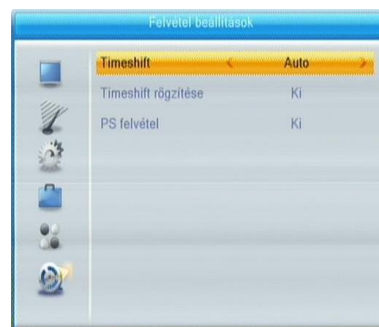 Felvétel beállítások
Timeshift Auto
Timeshift rögzítése Ki
PS felvétel Ki